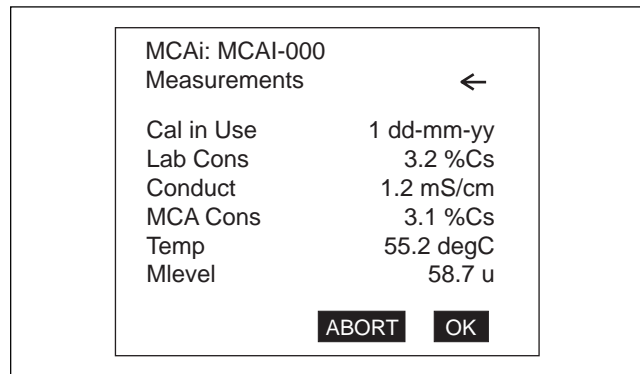 MCAi: MCAI-000
Measurements ←
Cal in Use 1 dd-mm-yy
Lab Cons 3.2 %Cs
Conduct 1.2 mS/cm
MCA Cons 3.1 %Cs
Temp 55.2 degC
Mlevel 58.7 u
ABORT OK